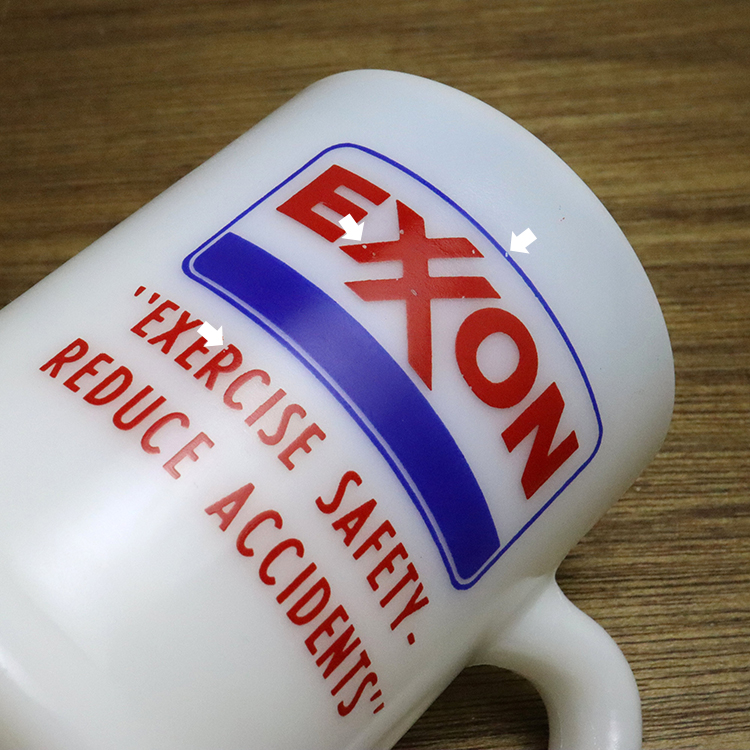 EXXON
"EXERCISE SAFETY-
REDUCE ACCIDENTS"